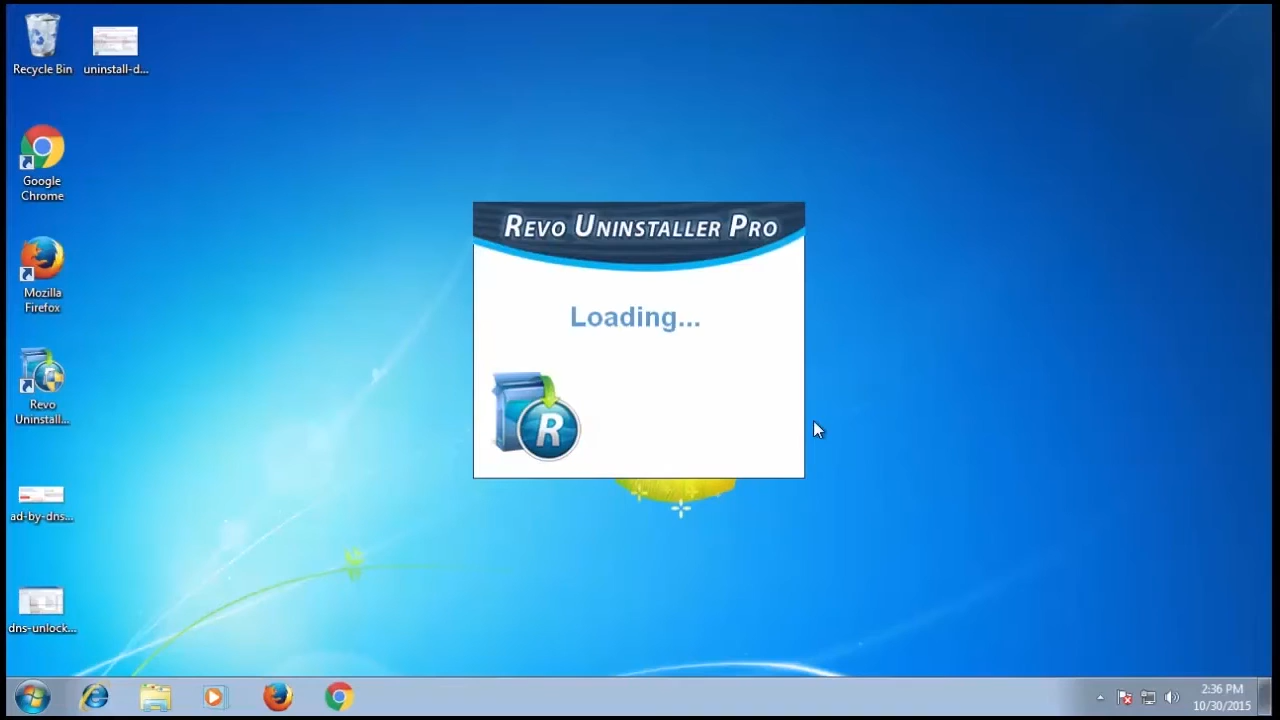 Recycle Bin
uninstall-d...
Google
Chrome
Mozilla
Firefox
Revo
Uninstall...
ad-by-dns...
dns-unlock...
REVO UNINSTALLER PRO
Loading...
R
2:36 PM
10/30/2015